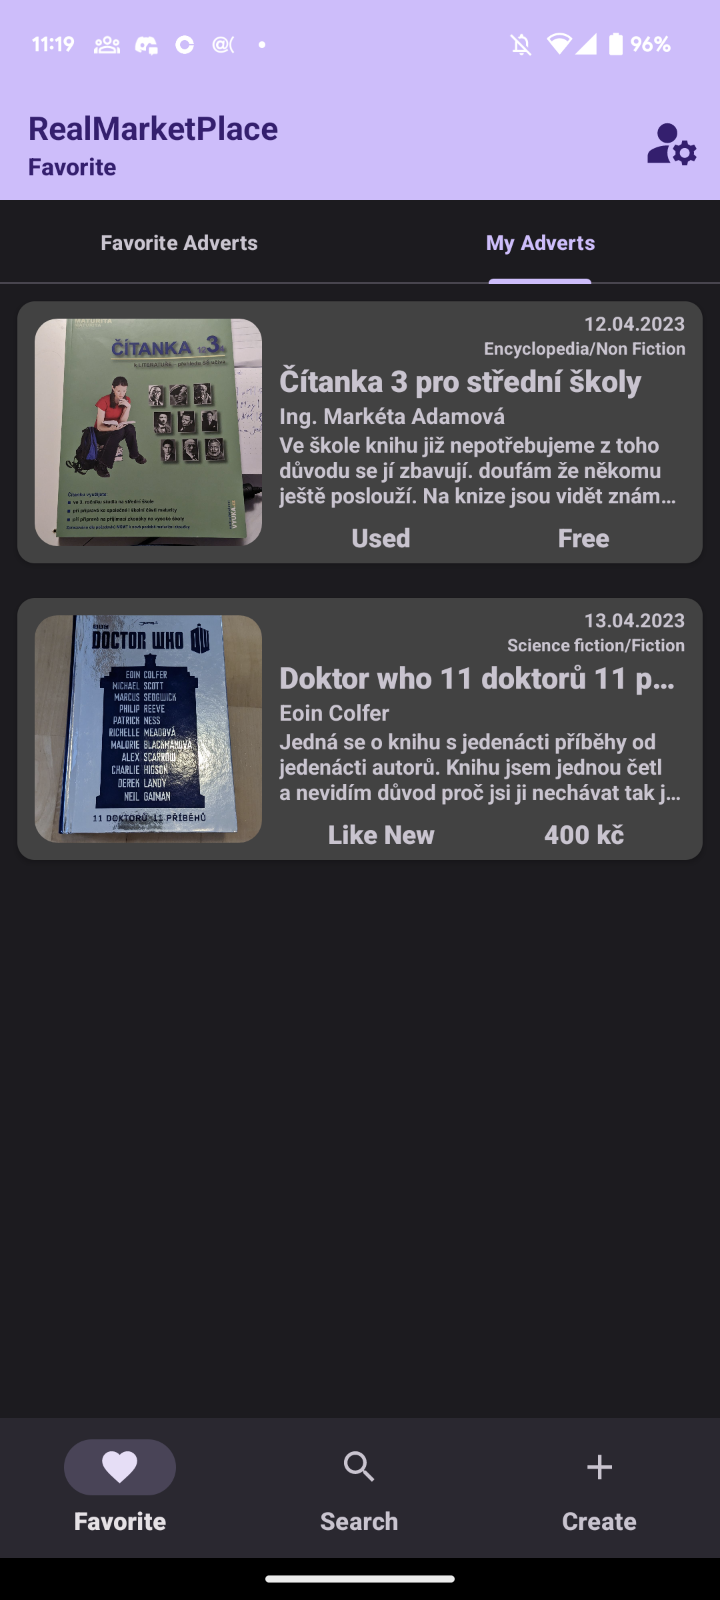 11:19
@(
96%
RealMarketPlace
Favorite
Favorite Adverts
My Adverts
ČÍTANKA 3
12.04.2023
Encyclopedia/Non Fiction
Čítanka 3 pro střední školy
Ing. Markéta Adamová
Ve škole knihu již nepotřebujeme z toho
důvodu se jí zbavují. doufám že někomu
ještě poslouží. Na knize jsou vidět znám...
Used
Free
DOCTOR WHO
EOIN COLFER
MICHAEL SCOTT
MARCUS SEDGWICK
PHILIP REEVE
PATRICK NESS
RICHELLE MEADOVÁ
MALORIE BLACKMANOVÁ
ALEX SCARROW
CHARLIE HIGSON
DEREK LANDY
NEIL GAIMAN
11 DOKTORŮ 11 PŘÍBĚHŮ
13.04.2023
Science fiction/Fiction
Doktor who 11 doktorů 11 p...
Eoin Colfer
Jedná se o knihu s jedenácti příběhy od
jedenácti autorů. Knihu jsem jednou četl
a nevidím důvod proč jsi ji nechávat tak j...
Like New
400 kč
Favorite
Search
Create